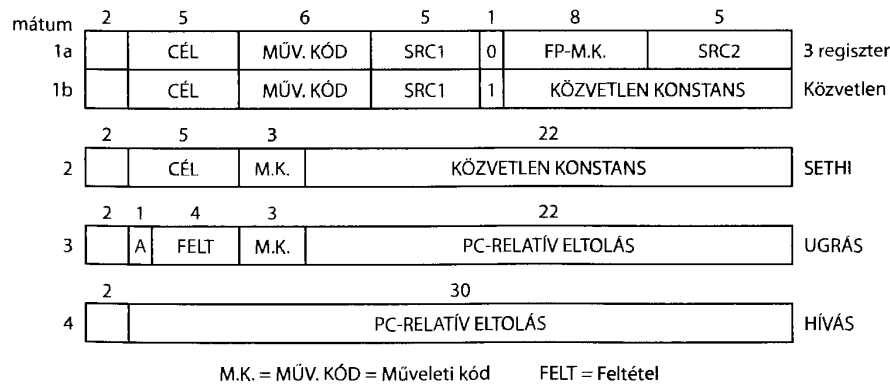 2 5 6 5 1 8 5
mátum
1a CÉL MŰV. KÓD SRC1 0 FP-M.K. SRC2 3 regiszter
1b CÉL MŰV. KÓD SRC1 1 KÖZVETLEN KONSTANS Közvetlen
2 5 3 22
2 CÉL M.K. KÖZVETLEN KONSTANS SETHI
2 1 4 3 22
3 A FELT M.K. PC-RELATÍV ELTOLÁS UGRÁS
2 30
4 PC-RELATÍV ELTOLÁS HÍVÁS
M.K. = MŰV. KÓD = Műveleti kód FELT = Feltétel